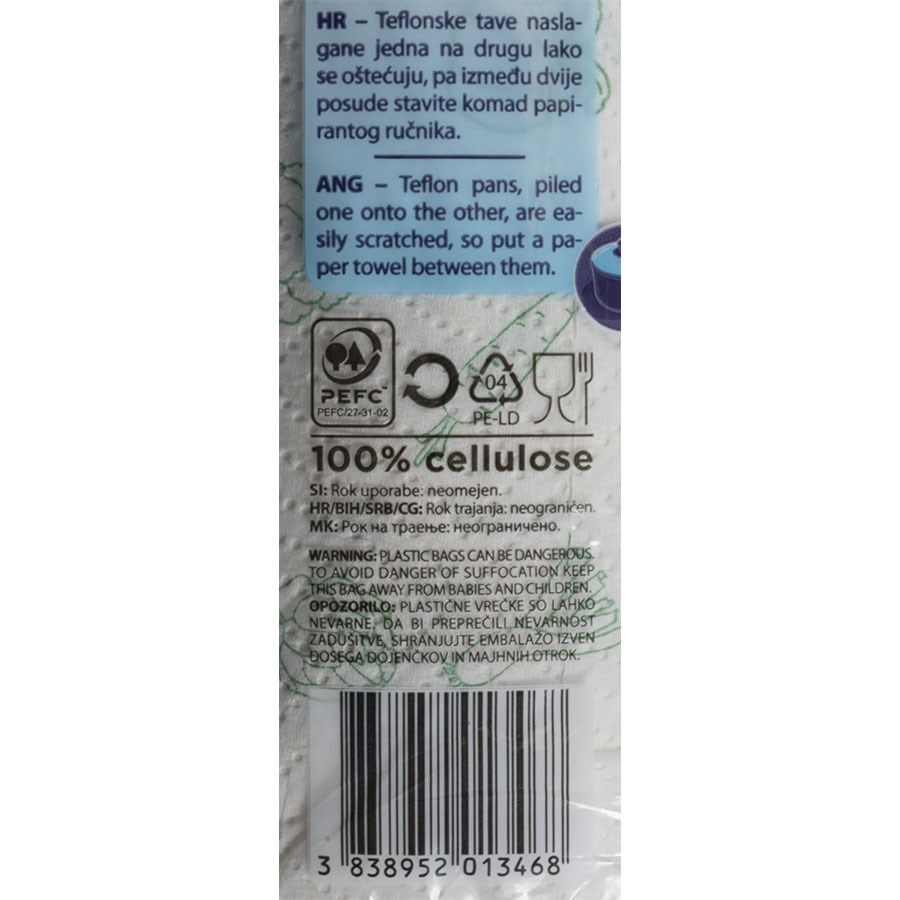 HR – Teflonske tave nasla-
gane jedna na drugu lako
se oštećuju, pa između dvije
posude stavite komad papi-
rantog ručnika.
ANG – Teflon pans, piled
one onto the other, are ea-
sily scratched, so put a pa-
per towel between them.
PEFC™
PEFC/27-31-02
04
PE-LD
100% cellulose
SI: Rok uporabe: neomejen.
HR/BIH/SRB/CG: Rok trajanja: neograničen.
MK: Рок на траење: неограничено.
WARNING: PLASTIC BAGS CAN BE DANGEROUS.
TO AVOID DANGER OF SUFFOCATION KEEP
THIS BAG AWAY FROM BABIES AND CHILDREN.
OPOZORILO: PLASTIČNE VREČKE SO LAHKO
NEVARNE. DA BI PREPREČILI NEVARNOST
ZADUŠITVE, SHRANJUJTE EMBALAŽO IZVEN
DOSEGA DOJENČKOV IN MAJHNIH OTROK.
3 838952 013468